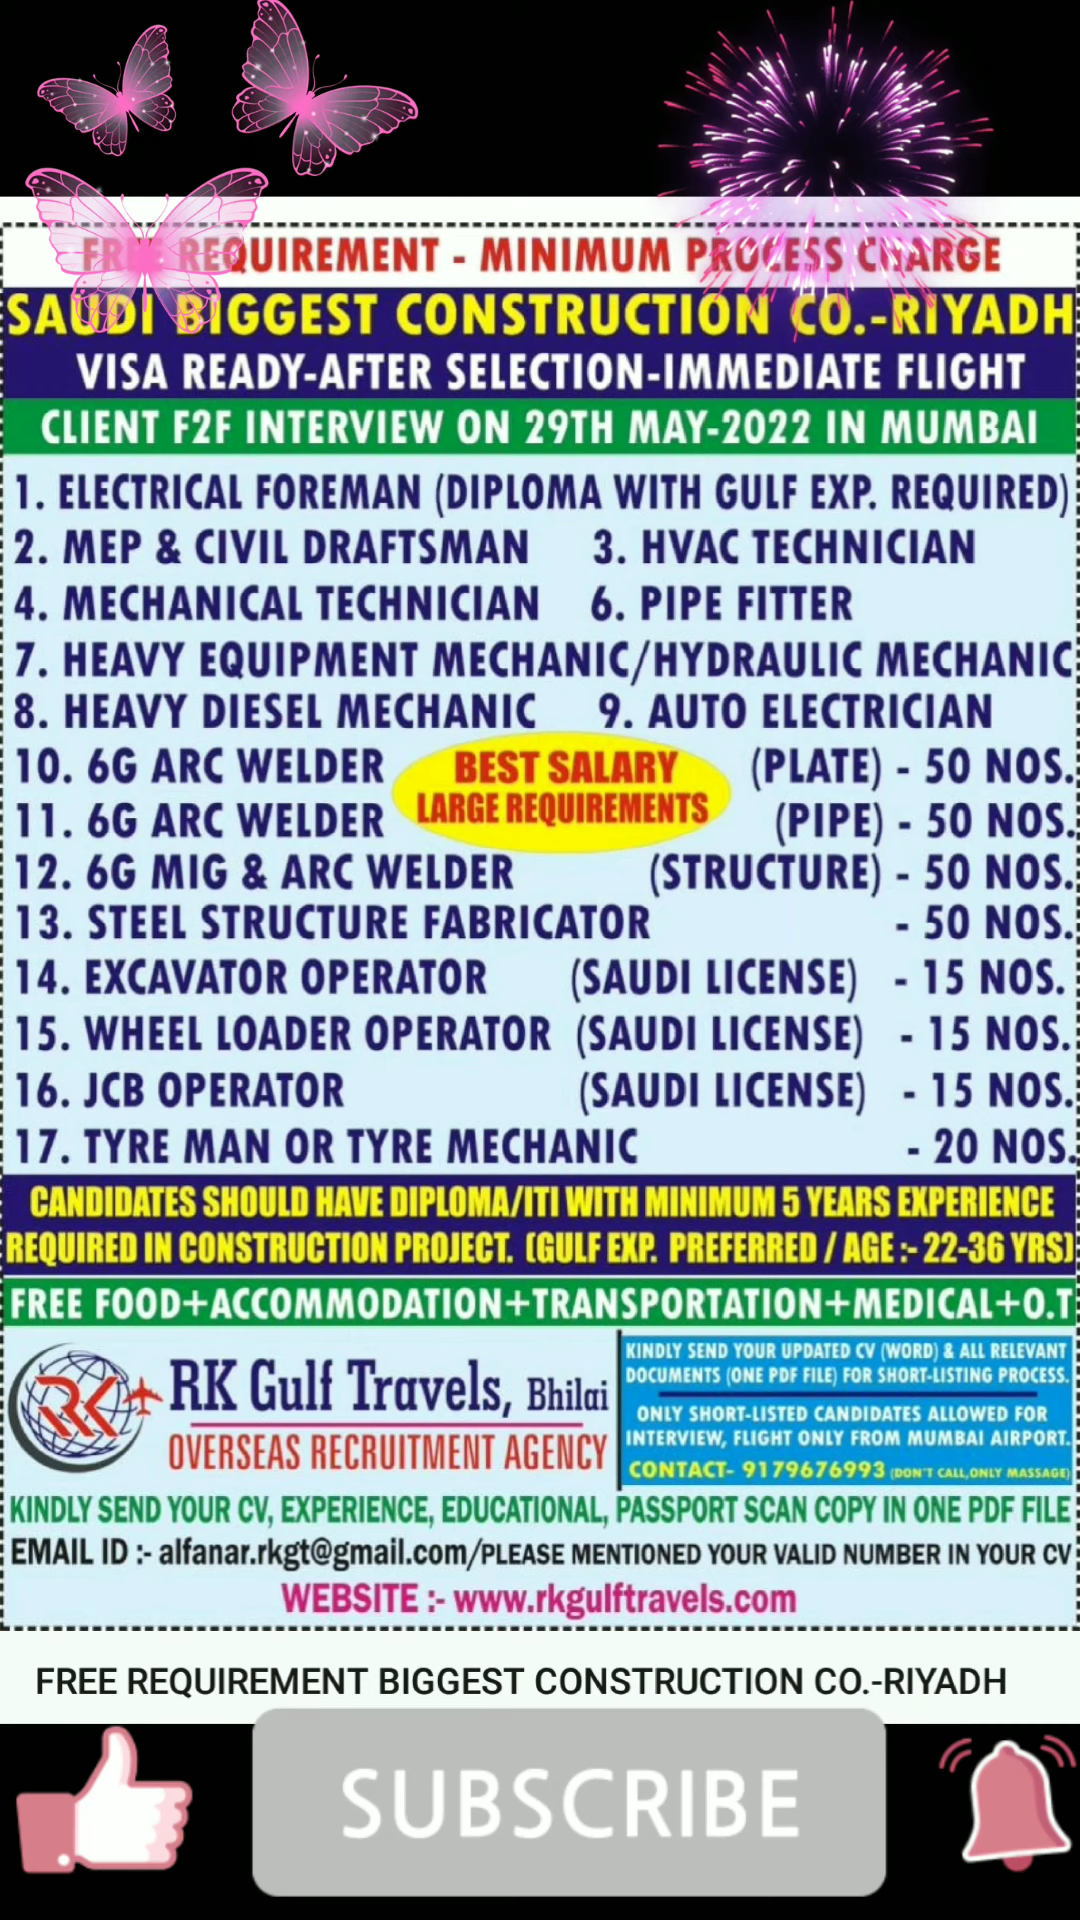 FREE REQUIREMENT - MINIMUM PROCESS CHARGE
SAUDI BIGGEST CONSTRUCTION CO.-RIYADH
VISA READY-AFTER SELECTION-IMMEDIATE FLIGHT
CLIENT F2F INTERVIEW ON 29TH MAY-2022 IN MUMBAI
1. ELECTRICAL FOREMAN (DIPLOMA WITH GULF EXP. REQUIRED)
2. MEP & CIVIL DRAFTSMAN 3. HVAC TECHNICIAN
4. MECHANICAL TECHNICIAN 6. PIPE FITTER
7. HEAVY EQUIPMENT MECHANIC/HYDRAULIC MECHANIC
8. HEAVY DIESEL MECHANIC 9. AUTO ELECTRICIAN
10. 6G ARC WELDER (PLATE) - 50 NOS.
BEST SALARY
LARGE REQUIREMENTS
11. 6G ARC WELDER (PIPE) - 50 NOS.
12. 6G MIG & ARC WELDER (STRUCTURE) - 50 NOS.
13. STEEL STRUCTURE FABRICATOR - 50 NOS.
14. EXCAVATOR OPERATOR (SAUDI LICENSE) - 15 NOS.
15. WHEEL LOADER OPERATOR (SAUDI LICENSE) - 15 NOS.
16. JCB OPERATOR (SAUDI LICENSE) - 15 NOS.
17. TYRE MAN OR TYRE MECHANIC - 20 NOS.
CANDIDATES SHOULD HAVE DIPLOMA/ITI WITH MINIMUM 5 YEARS EXPERIENCE
REQUIRED IN CONSTRUCTION PROJECT. (GULF EXP. PREFERRED / AGE :- 22-36 YRS)
FREE FOOD+ACCOMMODATION+TRANSPORTATION+MEDICAL+O.T
RK
RK Gulf Travels, Bhilai
OVERSEAS RECRUITMENT AGENCY
KINDLY SEND YOUR UPDATED CV (WORD) & ALL RELEVANT
DOCUMENTS (ONE PDF FILE) FOR SHORT-LISTING PROCESS.
ONLY SHORT-LISTED CANDIDATES ALLOWED FOR
INTERVIEW, FLIGHT ONLY FROM MUMBAI AIRPORT.
CONTACT- 9179676993 (DON'T CALL,ONLY MASSAGE)
KINDLY SEND YOUR CV, EXPERIENCE, EDUCATIONAL, PASSPORT SCAN COPY IN ONE PDF FILE
EMAIL ID :- alfanar.rkgt@gmail.com/PLEASE MENTIONED YOUR VALID NUMBER IN YOUR CV
WEBSITE :- www.rkgulftravels.com
FREE REQUIREMENT BIGGEST CONSTRUCTION CO.-RIYADH
SUBSCRIBE